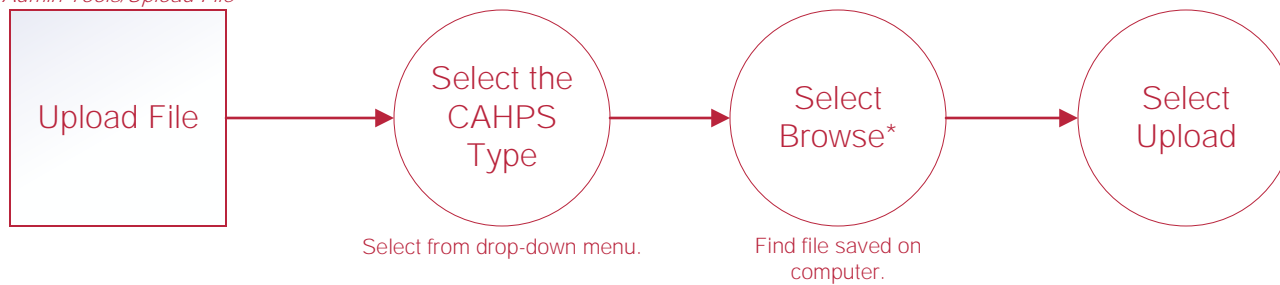 Admin Tools/Upload File
Upload File
Select the
CAHPS
Type
Select from drop-down menu.
Select
Browse*
Find file saved on
computer.
Select
Upload